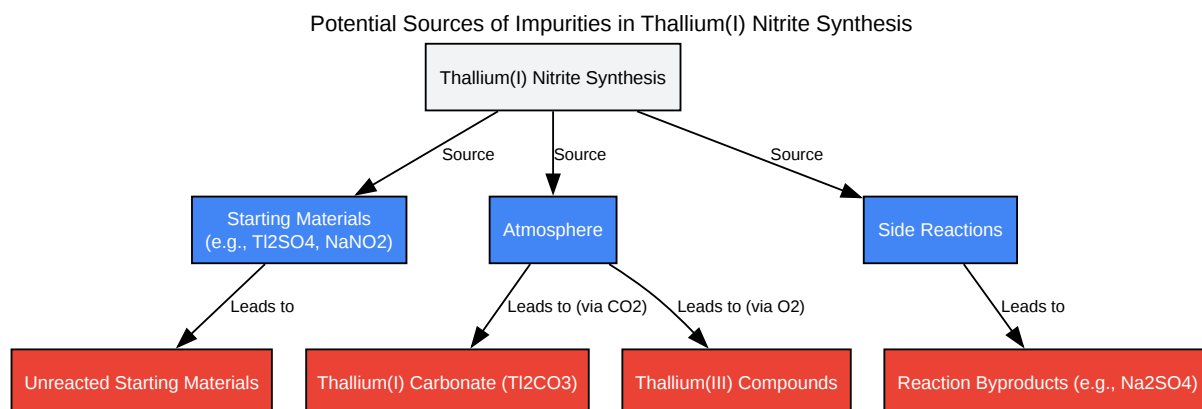 Potential Sources of Impurities in Thallium(I) Nitrite Synthesis
Thallium(I) Nitrite Synthesis
Source
Source
Source
Starting Materials
(e.g., Tl2SO4, NaNO2)
Atmosphere
Side Reactions
Leads to
Leads to (via CO2)
Leads to (via O2)
Leads to
Unreacted Starting Materials
Thallium(I) Carbonate (Tl2CO3)
Thallium(III) Compounds
Reaction Byproducts (e.g., Na2SO4)